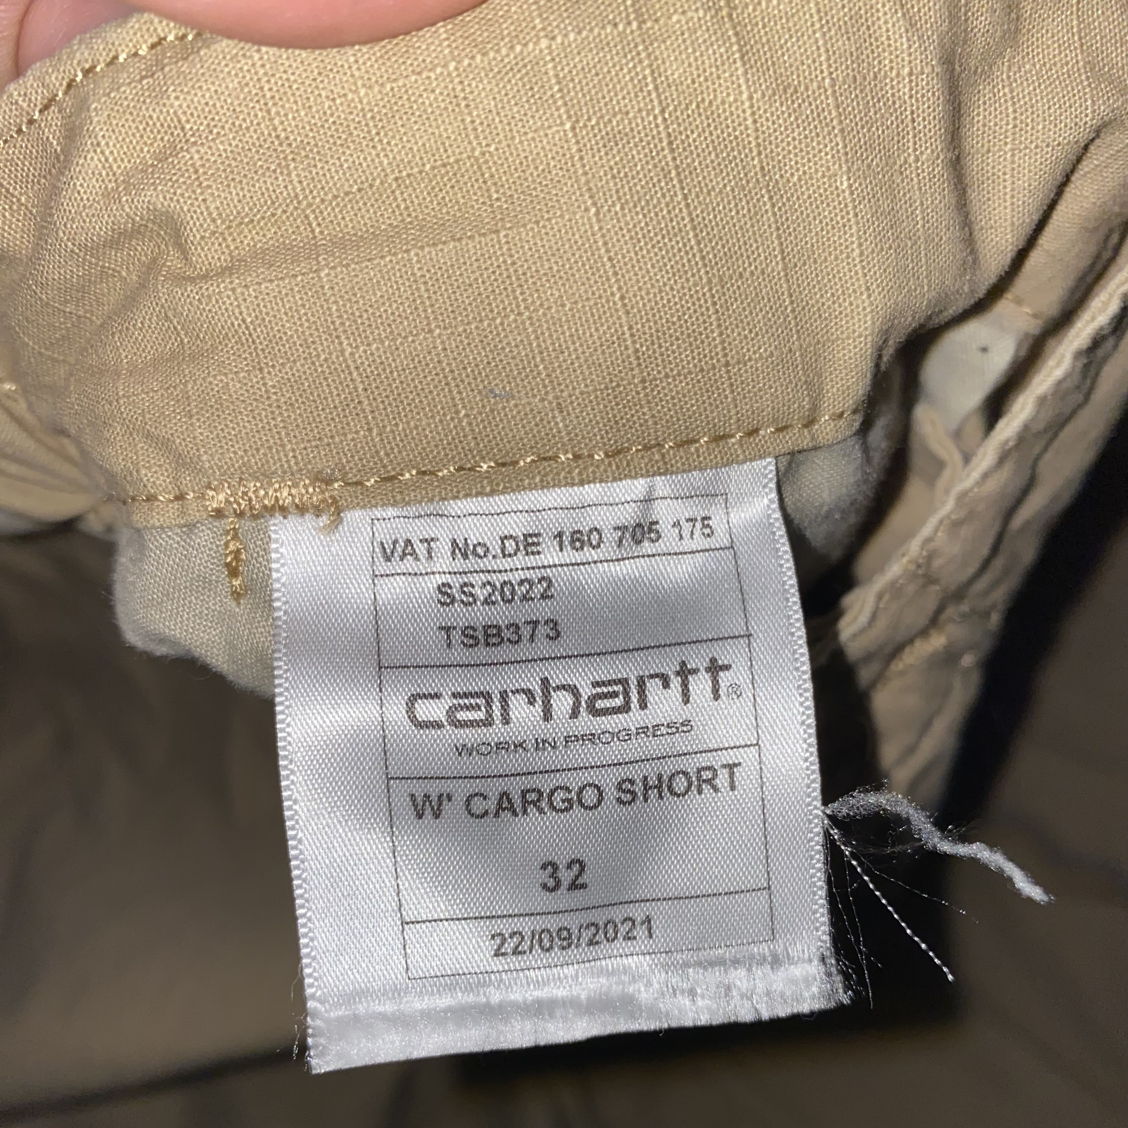 VAT No.DE 160 705 175
SS2022
TSB373
carhartt®
WORK IN PROGRESS
W' CARGO SHORT
32
22/09/2021